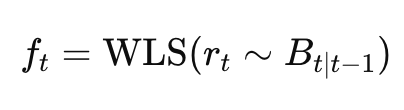 f_t = WLS(r_t ∼ B_{t|t−1})